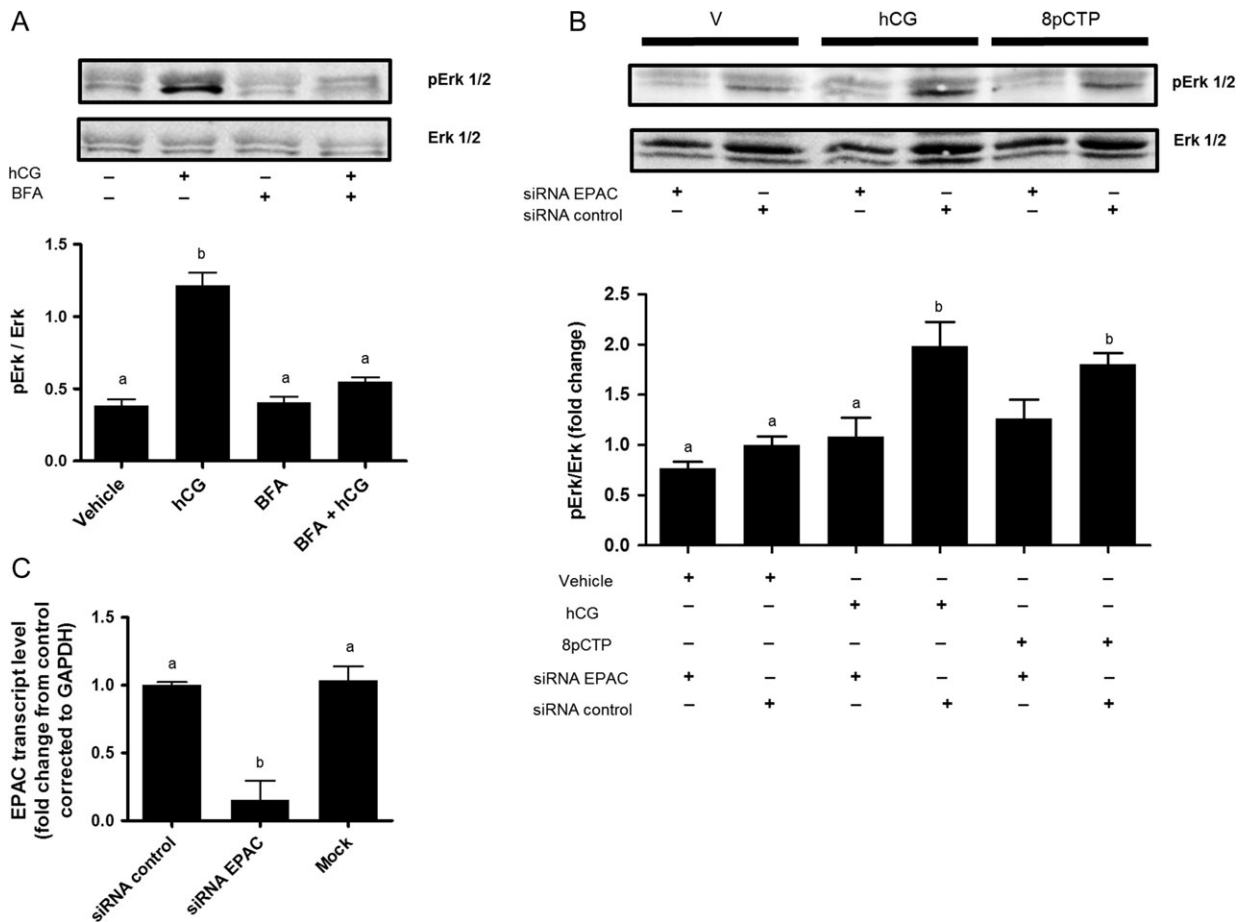 A
pErk 1/2
Erk 1/2
hCG – + – +
BFA – – + +
pErk / Erk
1.5
1.0
0.5
0.0
a
b
a
a
Vehicle
hCG
BFA
BFA + hCG
B
V hCG 8pCTP
pErk 1/2
Erk 1/2
siRNA EPAC + – + – + –
siRNA control – + – + – +
pErk/Erk (fold change)
2.5
2.0
1.5
1.0
0.5
0.0
a
a
a
b
b
Vehicle + + – – – –
hCG – – + + – –
8pCTP – – – – + +
siRNA EPAC + – + – + –
siRNA control – + – + – +
C
EPAC transcript level
(fold change from control
corrected to GAPDH)
1.5
1.0
0.5
0.0
a
b
a
siRNA control
siRNA EPAC
Mock